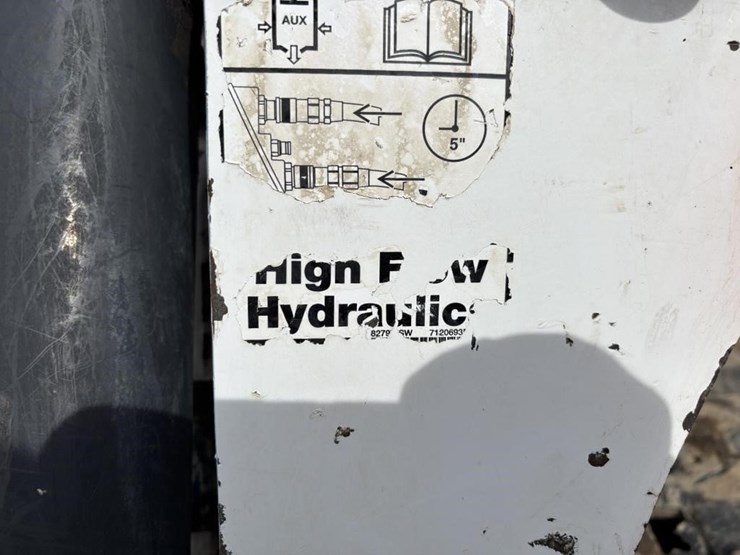 AUX
5"
High Flow
Hydraulics